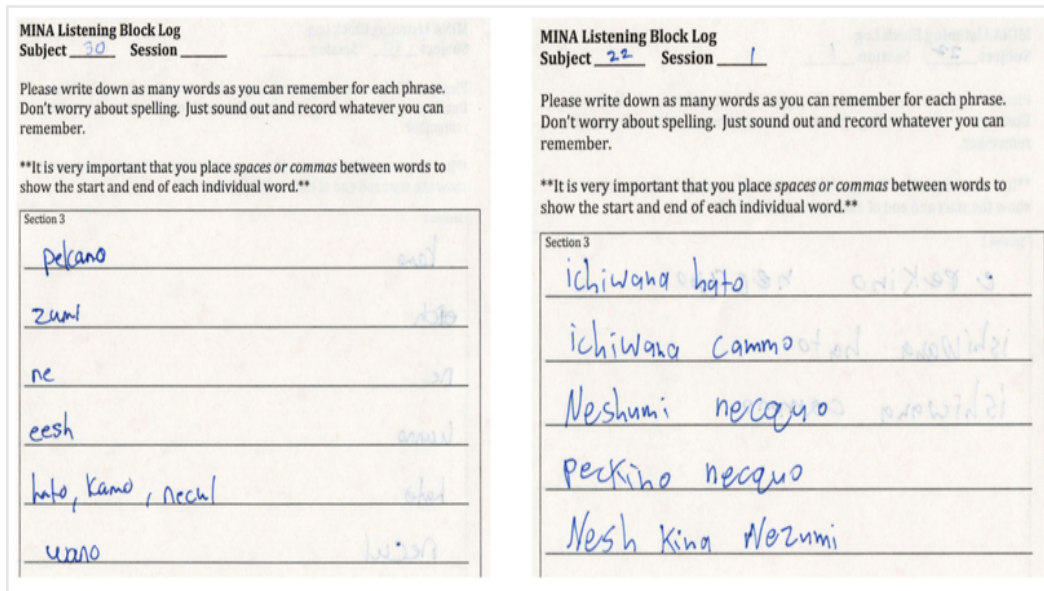 MINA Listening Block Log
Subject 30 Session
Please write down as many words as you can remember for each phrase.
Don't worry about spelling. Just sound out and record whatever you can
remember.
**It is very important that you place spaces or commas between words to
show the start and end of each individual word.**
Section 3
pekano
zumi
ne
eesh
hato, Kamo, necul
wano
MINA Listening Block Log
Subject 22 Session 1
Please write down as many words as you can remember for each phrase.
Don't worry about spelling. Just sound out and record whatever you can
remember.
**It is very important that you place spaces or commas between words to
show the start and end of each individual word.**
Section 3
ichiwana hato
ichiwana cammo
Neshumi necquo
peckino necquo
Nesh Kina Nezumi